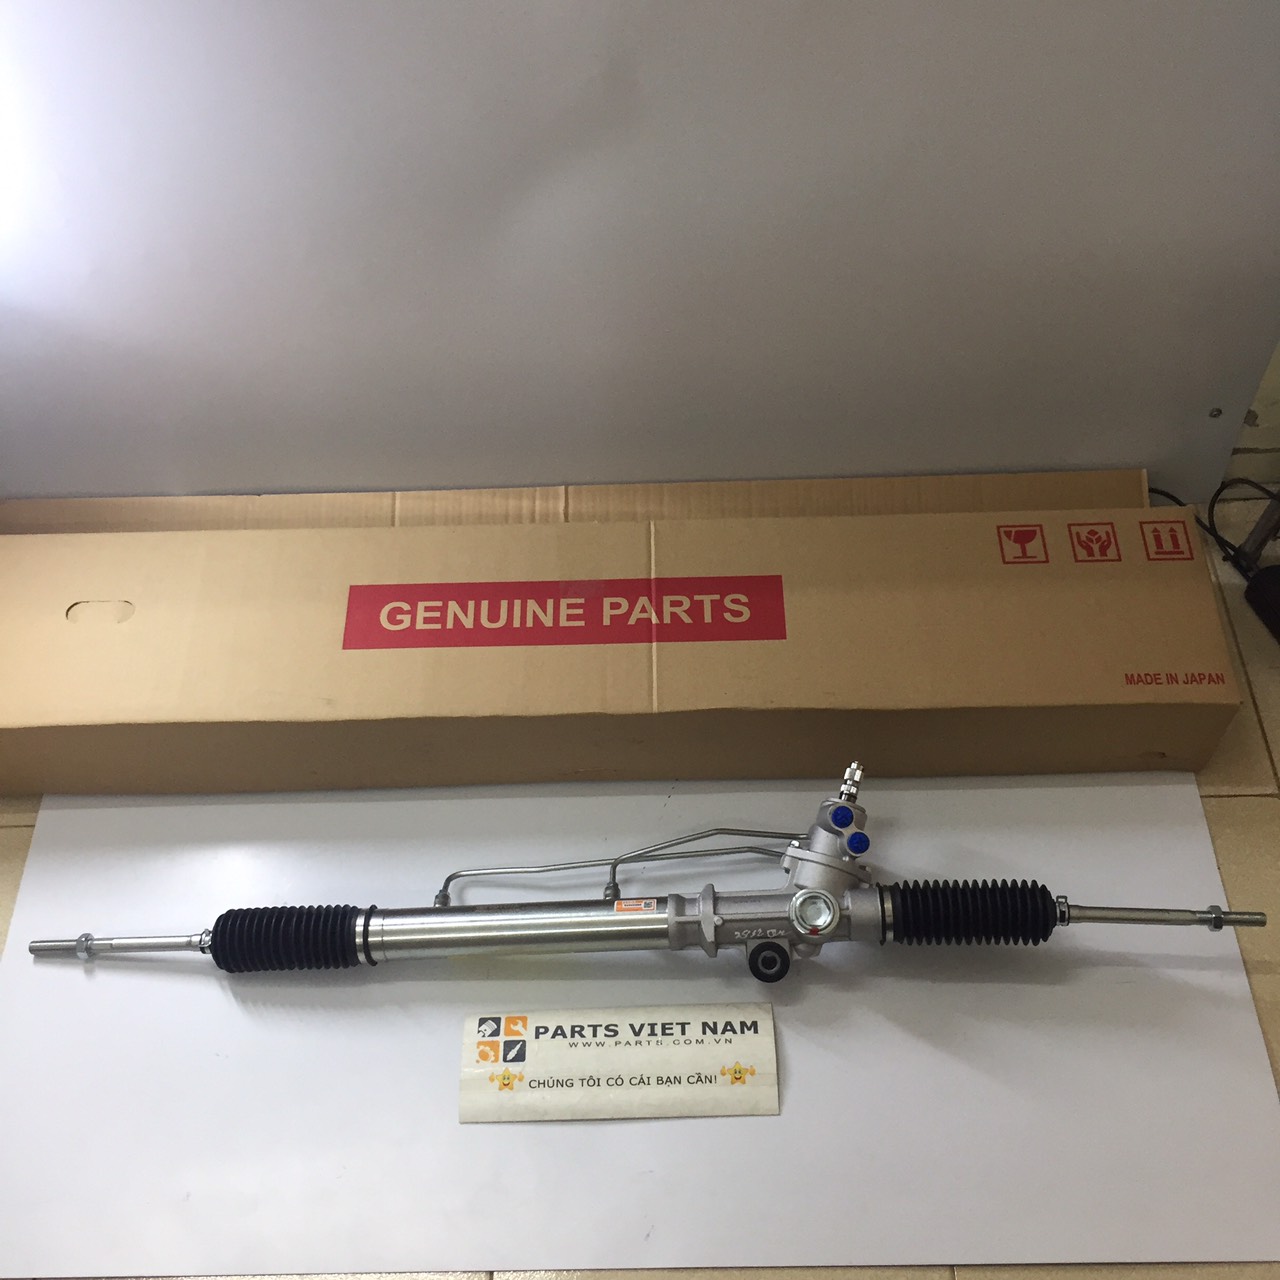 GENUINE PARTS
MADE IN JAPAN
PARTS VIET NAM
WWW.PARTS.COM.VN
CHÚNG TÔI CÓ CÁI BẠN CẦN!